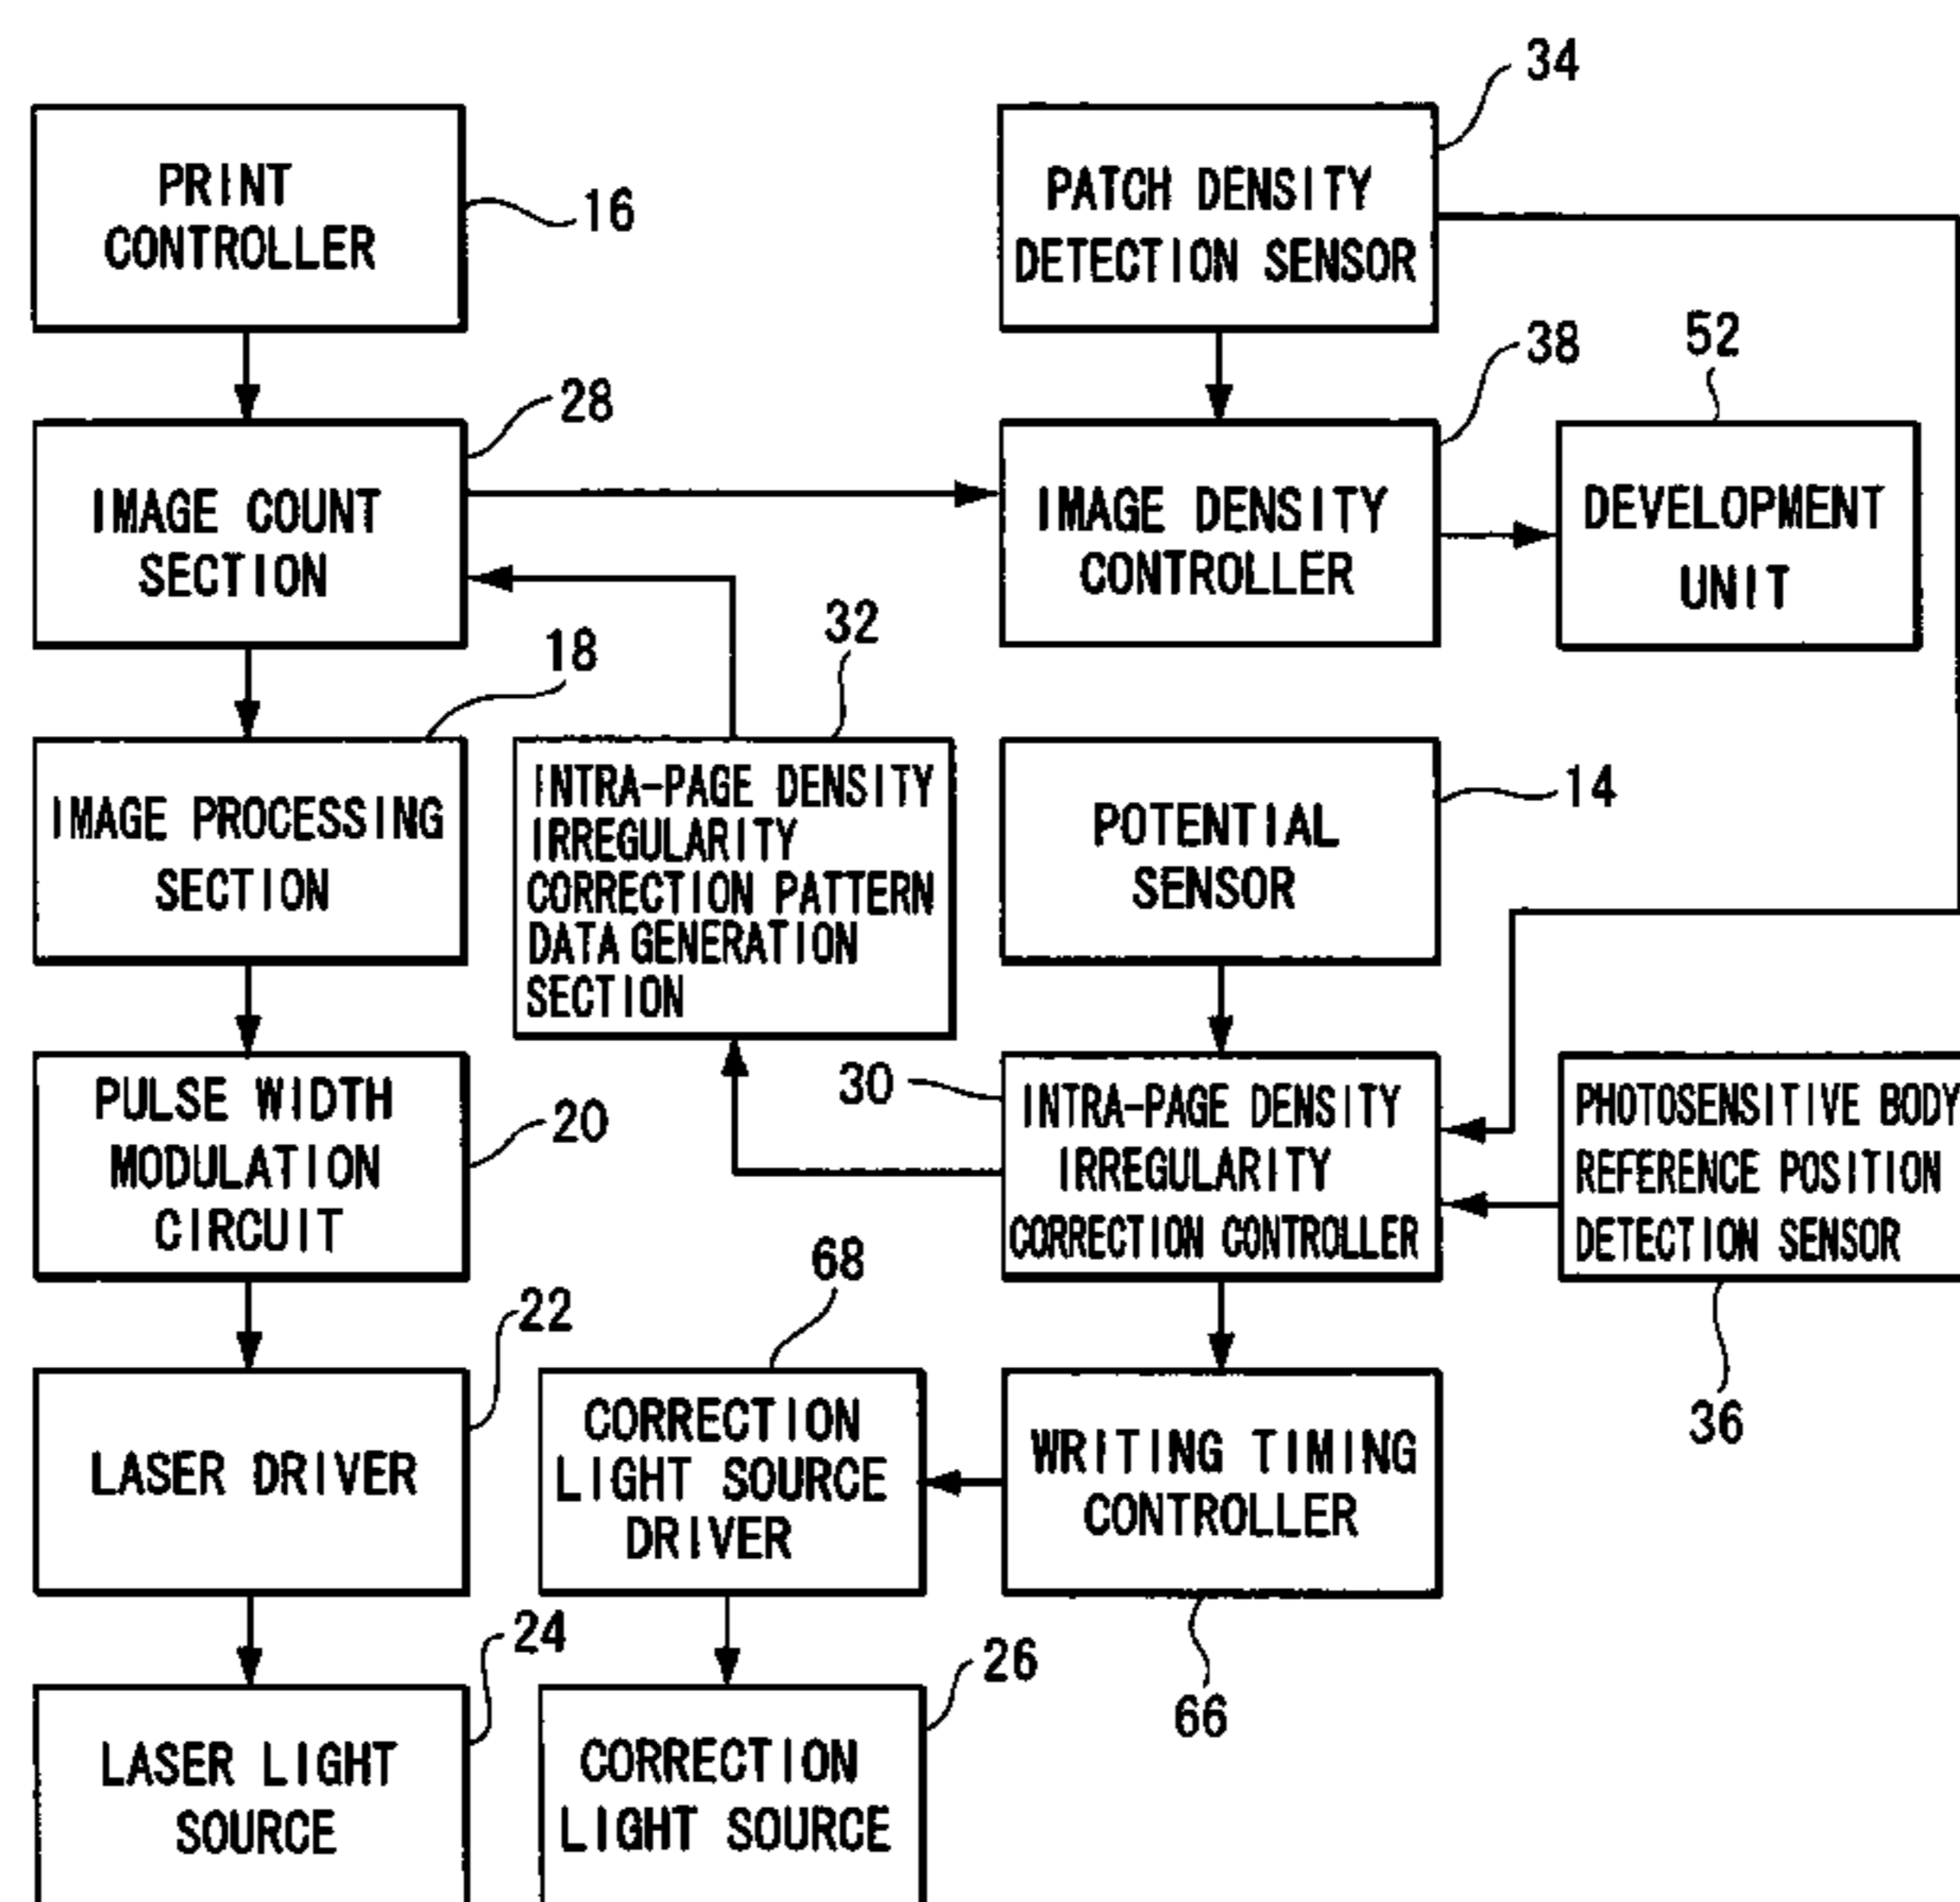 34
PRINT
CONTROLLER
16
PATCH DENSITY
DETECTION SENSOR
28
38
52
IMAGE COUNT
SECTION
IMAGE DENSITY
CONTROLLER
DEVELOPMENT
UNIT
18
32
IMAGE PROCESSING
SECTION
INTRA-PAGE DENSITY
IRREGULARITY
CORRECTION PATTERN
DATA GENERATION
SECTION
POTENTIAL
SENSOR
14
PULSE WIDTH
MODULATION
CIRCUIT
20
30
INTRA-PAGE DENSITY
IRREGULARITY
CORRECTION CONTROLLER
PHOTOSENSITIVE BODY
REFERENCE POSITION
DETECTION SENSOR
36
22
68
LASER DRIVER
CORRECTION
LIGHT SOURCE
DRIVER
WRITING TIMING
CONTROLLER
66
24
26
LASER LIGHT
SOURCE
CORRECTION
LIGHT SOURCE